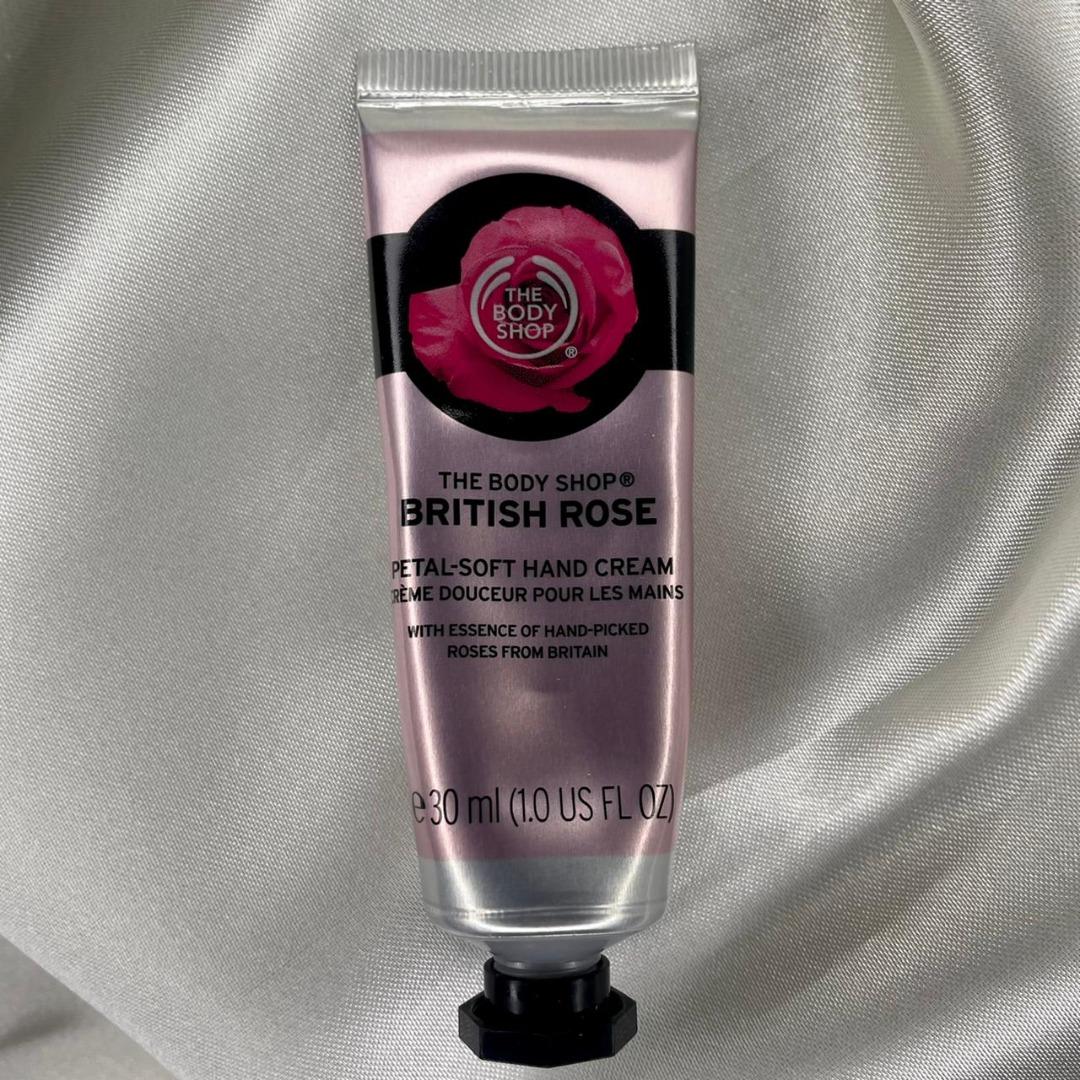 THE
BODY
SHOP
®
THE BODY SHOP®
BRITISH ROSE
PETAL-SOFT HAND CREAM
CRÈME DOUCEUR POUR LES MAINS
WITH ESSENCE OF HAND-PICKED
ROSES FROM BRITAIN
e 30 ml (1.0 US FL OZ)